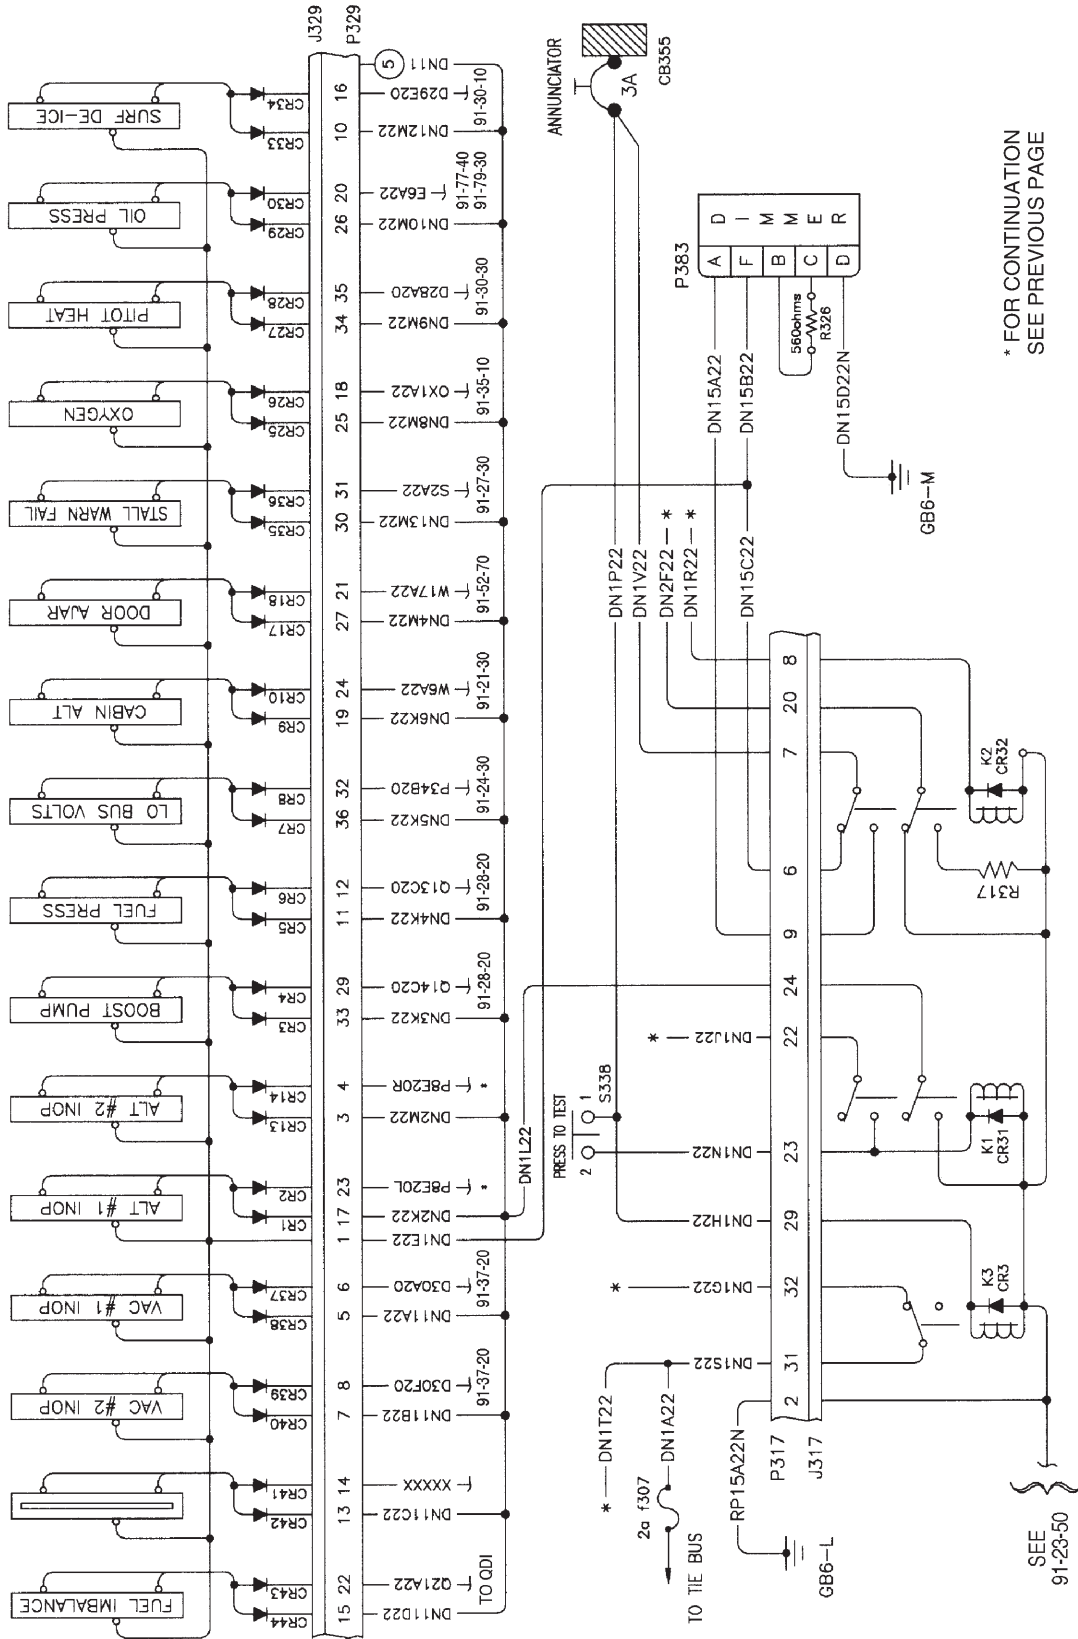 J329
P329
SURF DE-ICE
CR34
CR33
16
10
5
DN11
D29E20
91-30-10
DN12M22
OIL PRESS
CR30
CR29
20
26
E6A22
91-77-40
91-79-30
DN10M22
PITOT HEAT
CR28
CR27
35
34
D28A20
91-30-30
DN9M22
OXYGEN
CR26
CR25
18
25
OX1A22
91-35-10
DN8M22
STALL WARN FAIL
CR36
CR35
31
30
S2A22
91-27-30
DN13M22
DOOR AJAR
CR18
CR17
21
27
W17A22
91-52-70
DN4M22
CABIN ALT
CR10
CR9
24
19
W6A22
91-21-30
DN6K22
LO BUS VOLTS
CR8
CR7
32
36
P34B20
91-24-30
DN5K22
FUEL PRESS
CR6
CR5
12
11
Q13C20
91-28-20
DN4K22
BOOST PUMP
CR4
CR3
29
33
Q14C20
91-28-20
DN3K22
ALT #2 INOP
CR14
CR13
4
3
P8E20R
*
DN2M22
ALT #1 INOP
CR2
CR1
23
17
1
P8E20L
*
DN2K22
DN1E22
VAC #1 INOP
CR37
CR38
6
5
D30A20
91-37-20
DN11A22
VAC #2 INOP
CR39
CR40
8
7
D30F20
91-37-20
DN11B22
CR41
CR42
14
13
XXXXX
DN11C22
FUEL IMBALANCE
CR43
CR44
22
15
Q21A22
TO QDI
DN11D22
ANNUNCIATOR
3A
CB355
P383
A
F
B
C
D
DIMMER
560ohms
R326
DN15A22
DN15B22
DN15D22N
GB6-M
DN1P22
DN1V22
DN2F22 *
DN1R22 *
DN15C22
DN1L22
PRESS TO TEST
2
1
S338
* DN1J22
DN1N22
DN1H22
* DN1G22
DN1S22
* DN1T22
DN1A22
2a f307
TO TIE BUS
RP15A22N
GB6-L
P317
J317
8
20
7
6
9
24
22
23
29
32
31
2
K2
CR32
R317
K1
CR31
K3
CR3
SEE
91-23-50
* FOR CONTINUATION
SEE PREVIOUS PAGE